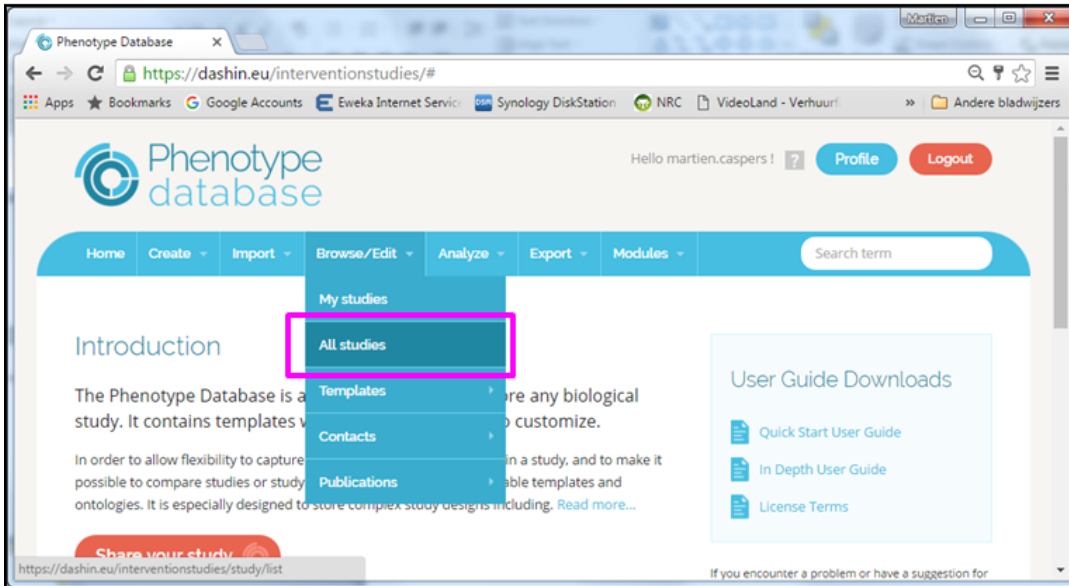 Martien
Phenotype Database
https://dashin.eu/interventionstudies/#
Apps Bookmarks Google Accounts Eweka Internet Servic DSM Synology DiskStation NRC VideoLand - Verhuurf » Andere bladwijzers
Phenotype
database
Hello martien.caspers ! ? Profile Logout
Home Create Import Browse/Edit Analyze Export Modules Search term
My studies
All studies
Templates
Contacts
Publications
Introduction
The Phenotype Database is a re any biological
study. It contains templates o customize.
In order to allow flexibility to capture in a study, and to make it
possible to compare studies or study able templates and
ontologies. It is especially designed to store complex study designs including. Read more...
Share your study
https://dashin.eu/interventionstudies/study/list
User Guide Downloads
Quick Start User Guide
In Depth User Guide
License Terms
If you encounter a problem or have a suggestion for